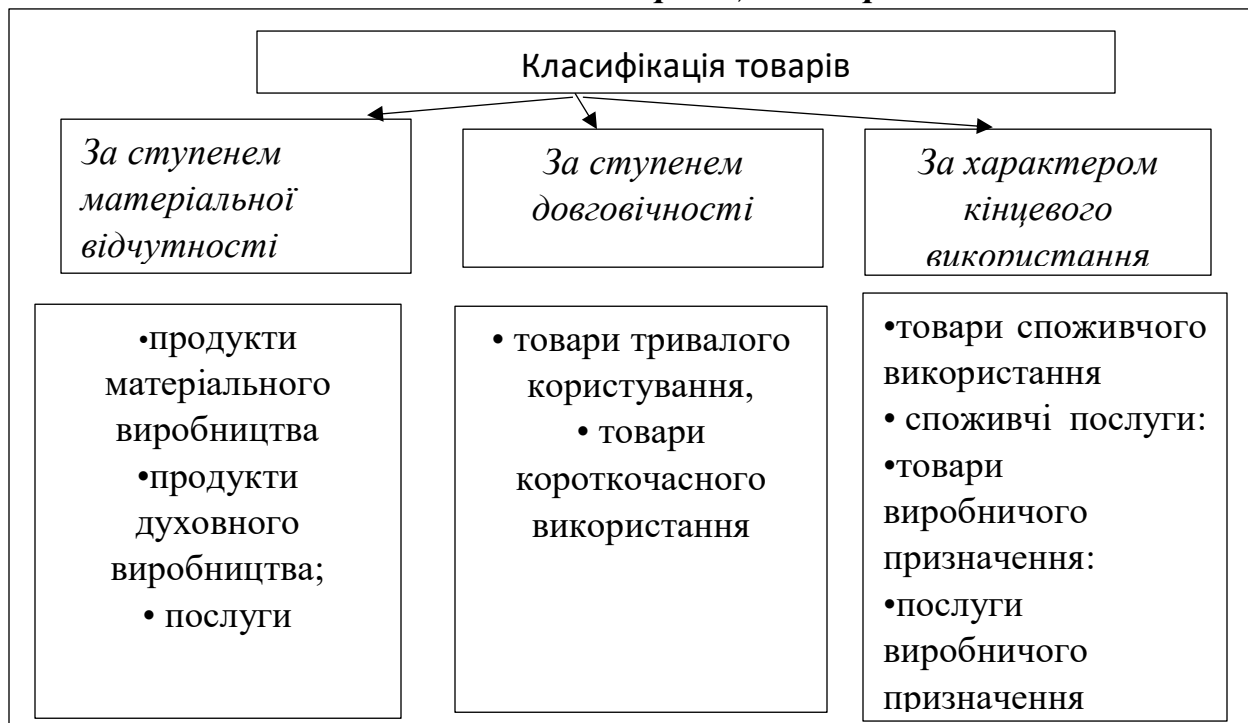 Класифікація товарів
За ступенем
матеріальної
відчутності
За ступенем
довговічності
За характером
кінцевого
використання
•продукти
матеріального
виробництва
•продукти
духовного
виробництва;
• послуги
• товари тривалого
користування,
• товари
короткочасного
використання
•товари споживчого
використання
• споживчі послуги:
•товари
виробничого
призначення:
•послуги
виробничого
призначення